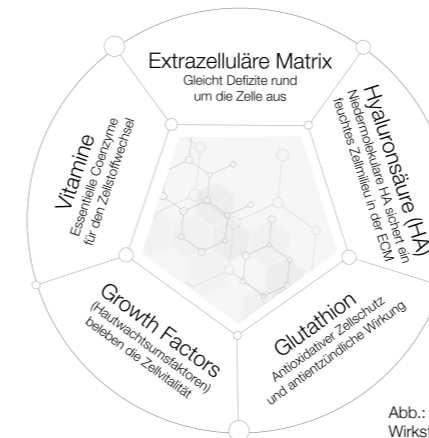 Extrazelluläre Matrix
Gleicht Defizite rund
um die Zelle aus
Hyaluronsäure (HA)
Niedermolekulare HA sichert ein
feuchtes Zellmilieu in der ECM
Glutathion
Antioxidativer Zellschutz
und antientzündliche Wirkung
Growth Factors
(Hautwachtsumsfaktoren)
beleben die Zellvitalität
Vitamine
Essentielle Coenzyme
für den Zellstoffwechsel
Abb.: